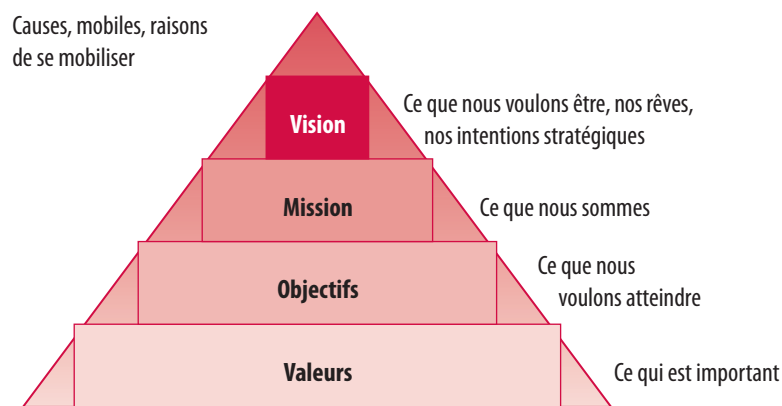 Causes, mobiles, raisons
de se mobiliser
Vision
Ce que nous voulons être, nos rêves,
nos intentions stratégiques
Mission
Ce que nous sommes
Objectifs
Ce que nous
voulons atteindre
Valeurs
Ce qui est important